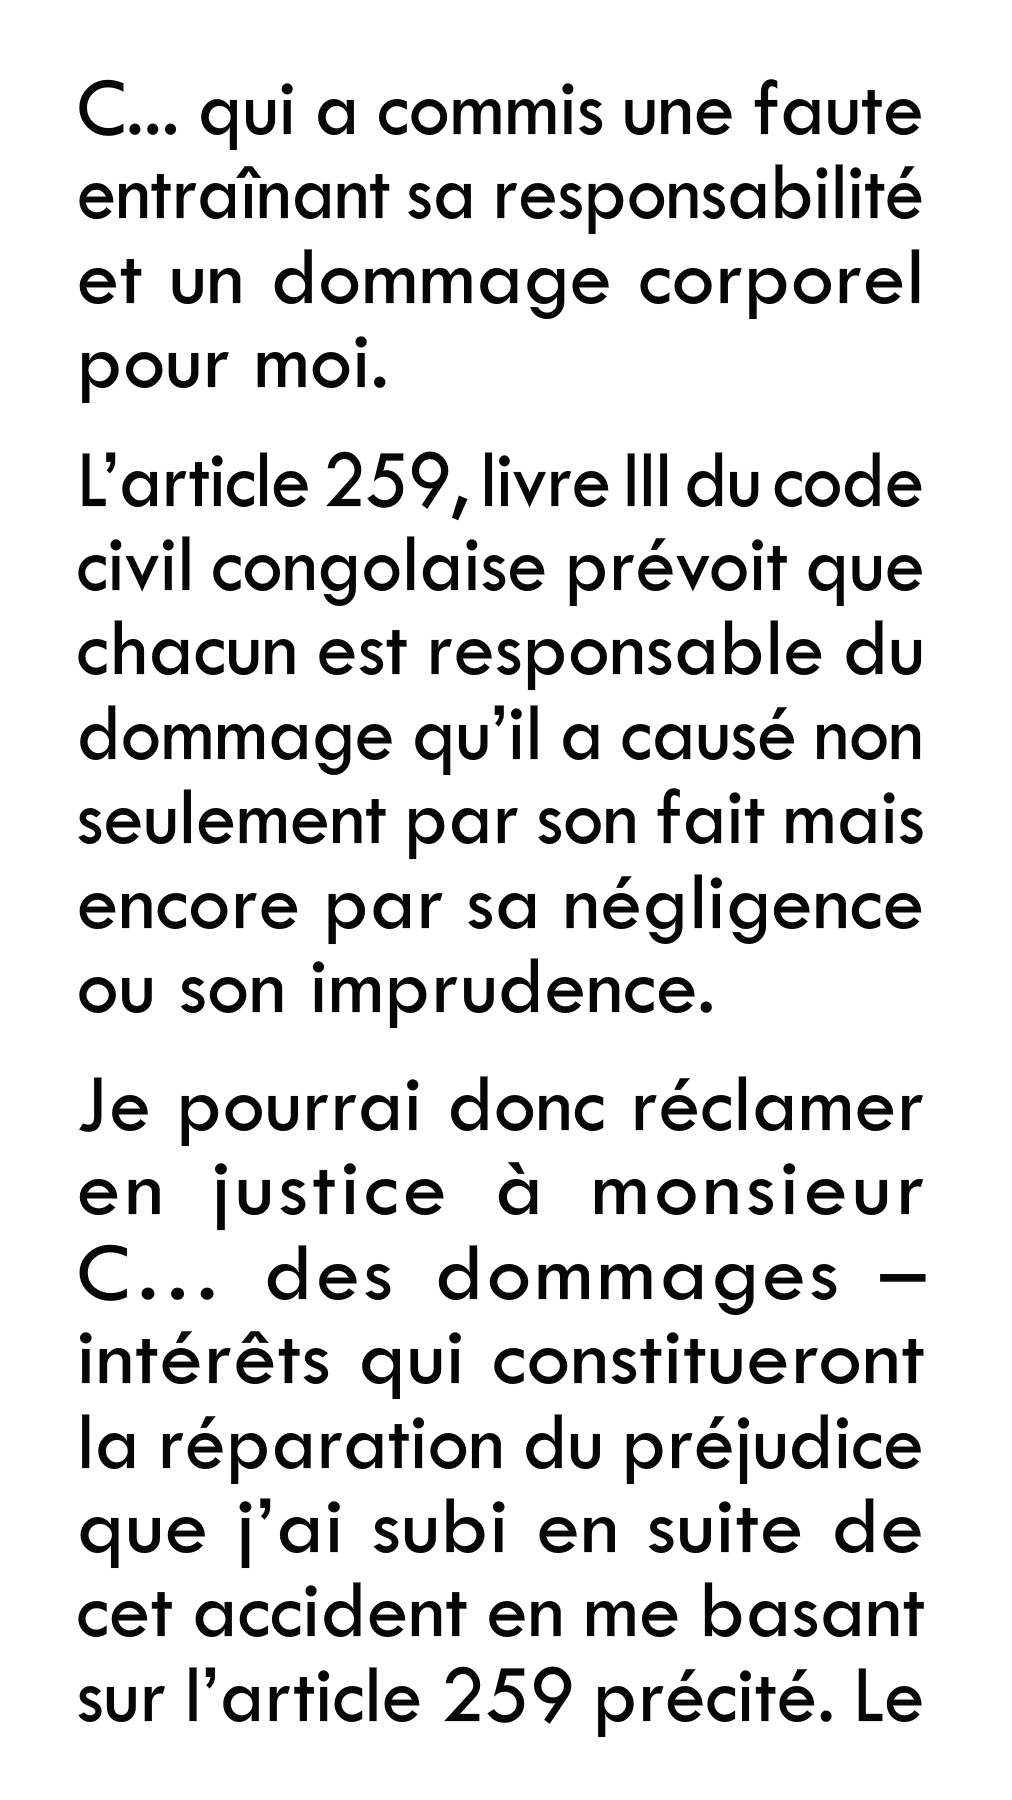 C... qui a commis une faute
entraînant sa responsabilité
et un dommage corporel
pour moi.
L’article 259, livre III du code
civil congolaise prévoit que
chacun est responsable du
dommage qu’il a causé non
seulement par son fait mais
encore par sa négligence
ou son imprudence.
Je pourrai donc réclamer
en justice à monsieur
C… des dommages –
intérêts qui constitueront
la réparation du préjudice
que j’ai subi en suite de
cet accident en me basant
sur l’article 259 précité. Le